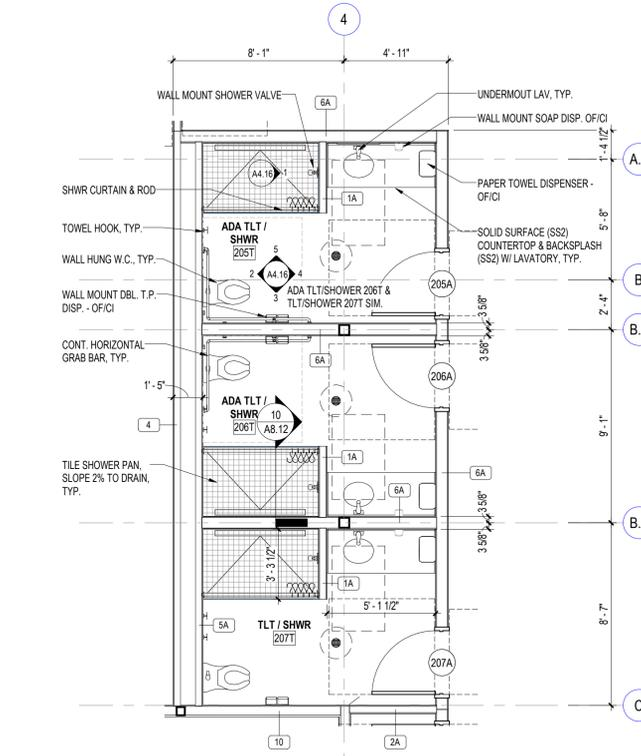 4
8' - 1"
4' - 11"
WALL MOUNT SHOWER VALVE
6A
UNDERMOUT LAV, TYP.
WALL MOUNT SOAP DISP. OF/CI
1' - 4 1/2"
A.
A4.16
1
SHWR CURTAIN & ROD
1A
PAPER TOWEL DISPENSER -
OF/CI
5' - 8"
TOWEL HOOK, TYP.
ADA TLT /
SHWR
205T
SOLID SURFACE (SS2)
COUNTERTOP & BACKSPLASH
(SS2) W/ LAVATORY, TYP.
WALL HUNG W.C., TYP.
5
2
A4.16
4
3
ADA TLT/SHOWER 206T &
TLT/SHOWER 207T SIM.
205A
B
WALL MOUNT DBL. T.P.
DISP. - OF/CI
2' - 4"
3 5/8"
B.
CONT. HORIZONTAL
GRAB BAR, TYP.
6A
3 5/8"
206A
1' - 5"
ADA TLT /
SHWR
206T
10
A8.12
4
9' - 1"
TILE SHOWER PAN,
SLOPE 2% TO DRAIN,
TYP.
1A
6A
6A
3 5/8"
B.
3 5/8"
3' - 3 1/2"
1A
5' - 1 1/2"
5A
TLT / SHWR
207T
8' - 7"
207A
C
10
2A